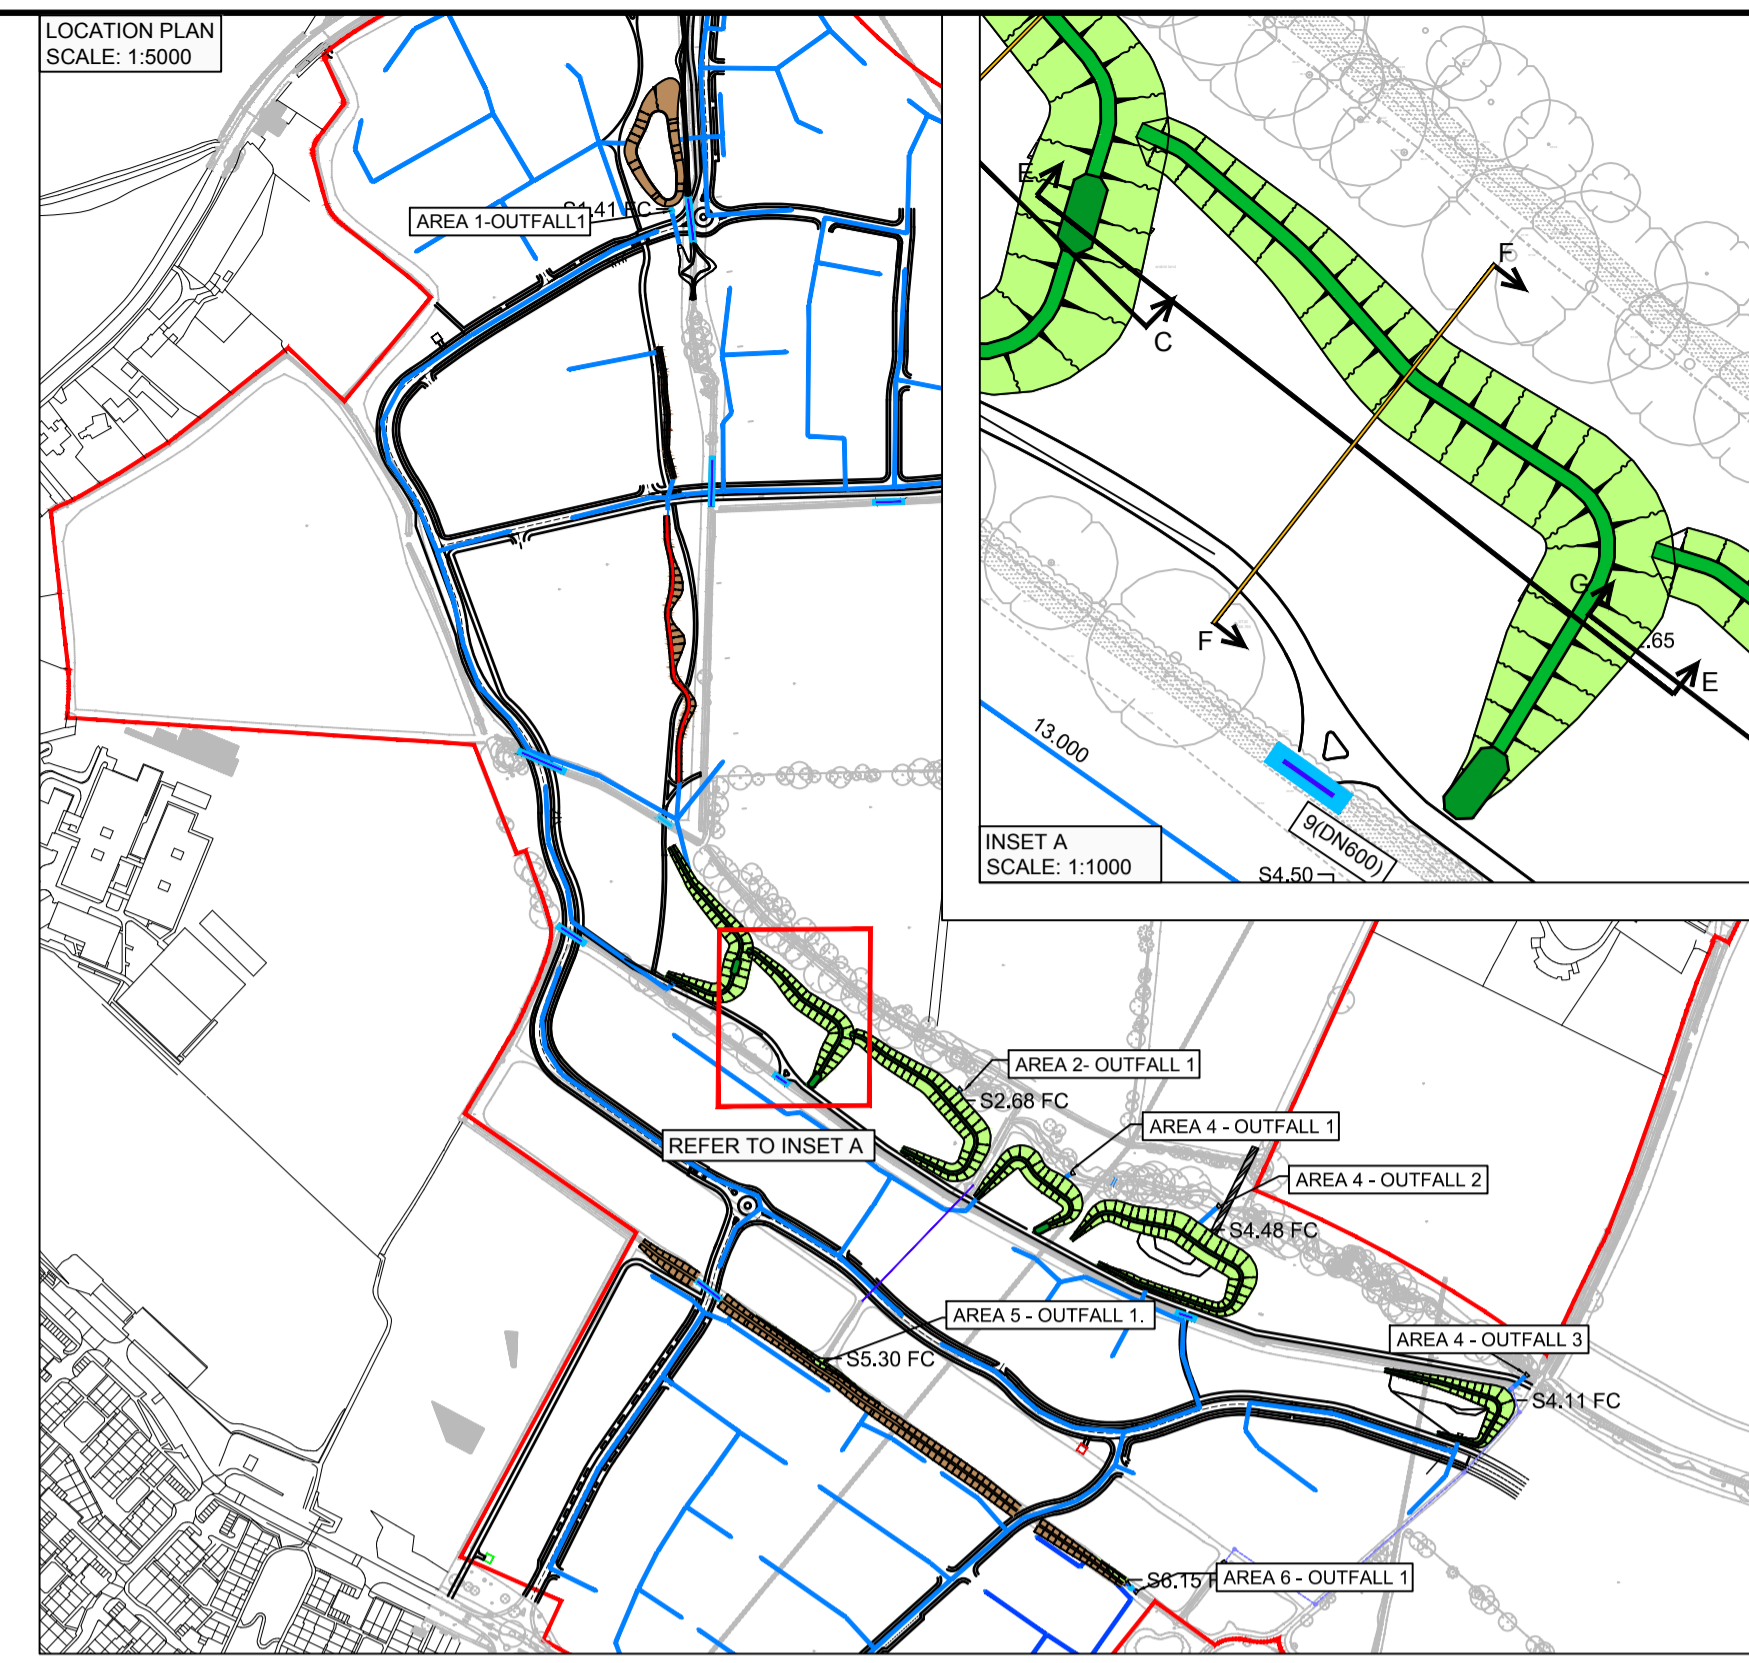 LOCATION PLAN
SCALE: 1:5000
AREA 1-OUTFALL1
S1.41 FC
E
C
F
F
G
.65
E
13.000
9(DN600)
S4.50
INSET A
SCALE: 1:1000
AREA 2- OUTFALL 1
S2.68 FC
AREA 4 - OUTFALL 1
REFER TO INSET A
AREA 4 - OUTFALL 2
S4.48 FC
AREA 5 - OUTFALL 1.
AREA 4 - OUTFALL 3
S5.30 FC
S4.11 FC
S6.15 F
AREA 6 - OUTFALL 1